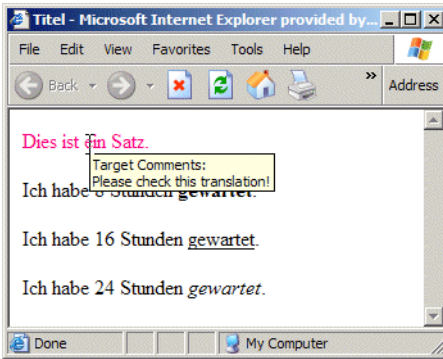 Titel - Microsoft Internet Explorer provided by...
File Edit View Favorites Tools Help
Back » Address
Dies ist ein Satz.
Target Comments:
Please check this translation!
Ich habe 8 Stunden gewartet.
Ich habe 16 Stunden gewartet.
Ich habe 24 Stunden gewartet.
Done My Computer